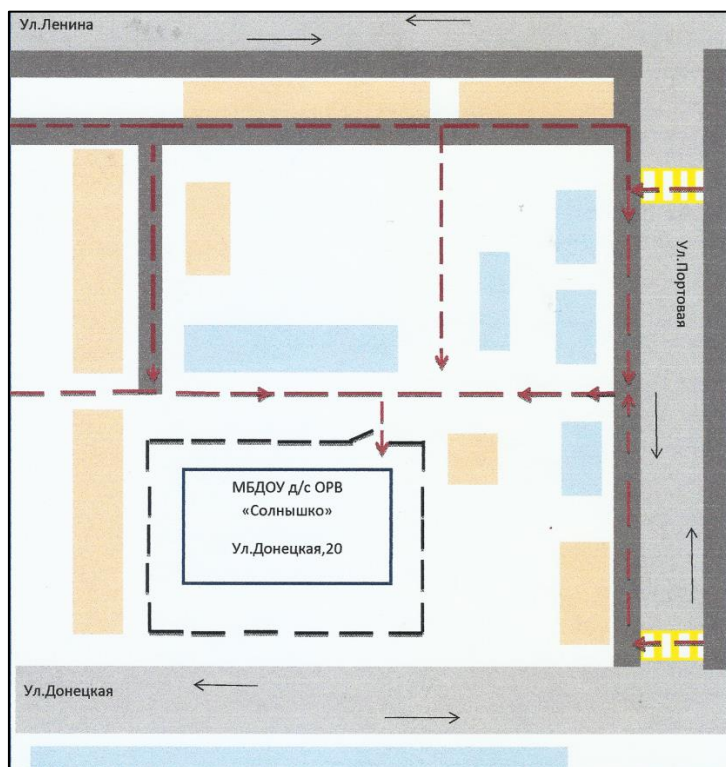 Ул.Ленина
Ул.Портовая
МБДОУ д/с ОРВ
«Солнышко»
Ул.Донецкая,20
Ул.Донецкая